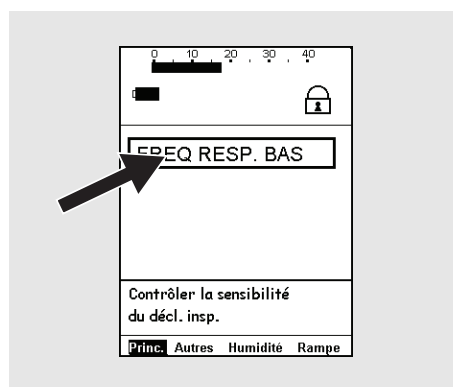 0 10 20 30 40
FREQ RESP. BAS
Contrôler la sensibilité
du décl. insp.
Princ. Autres Humidité Rampe